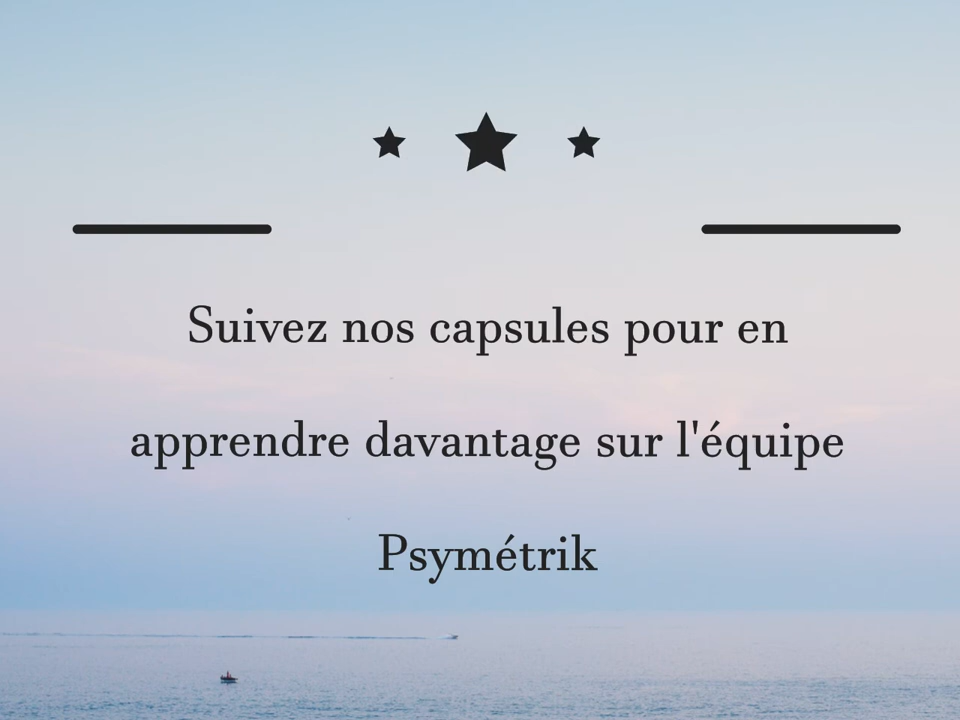 Suivez nos capsules pour en
apprendre davantage sur l'équipe
Psymétrik